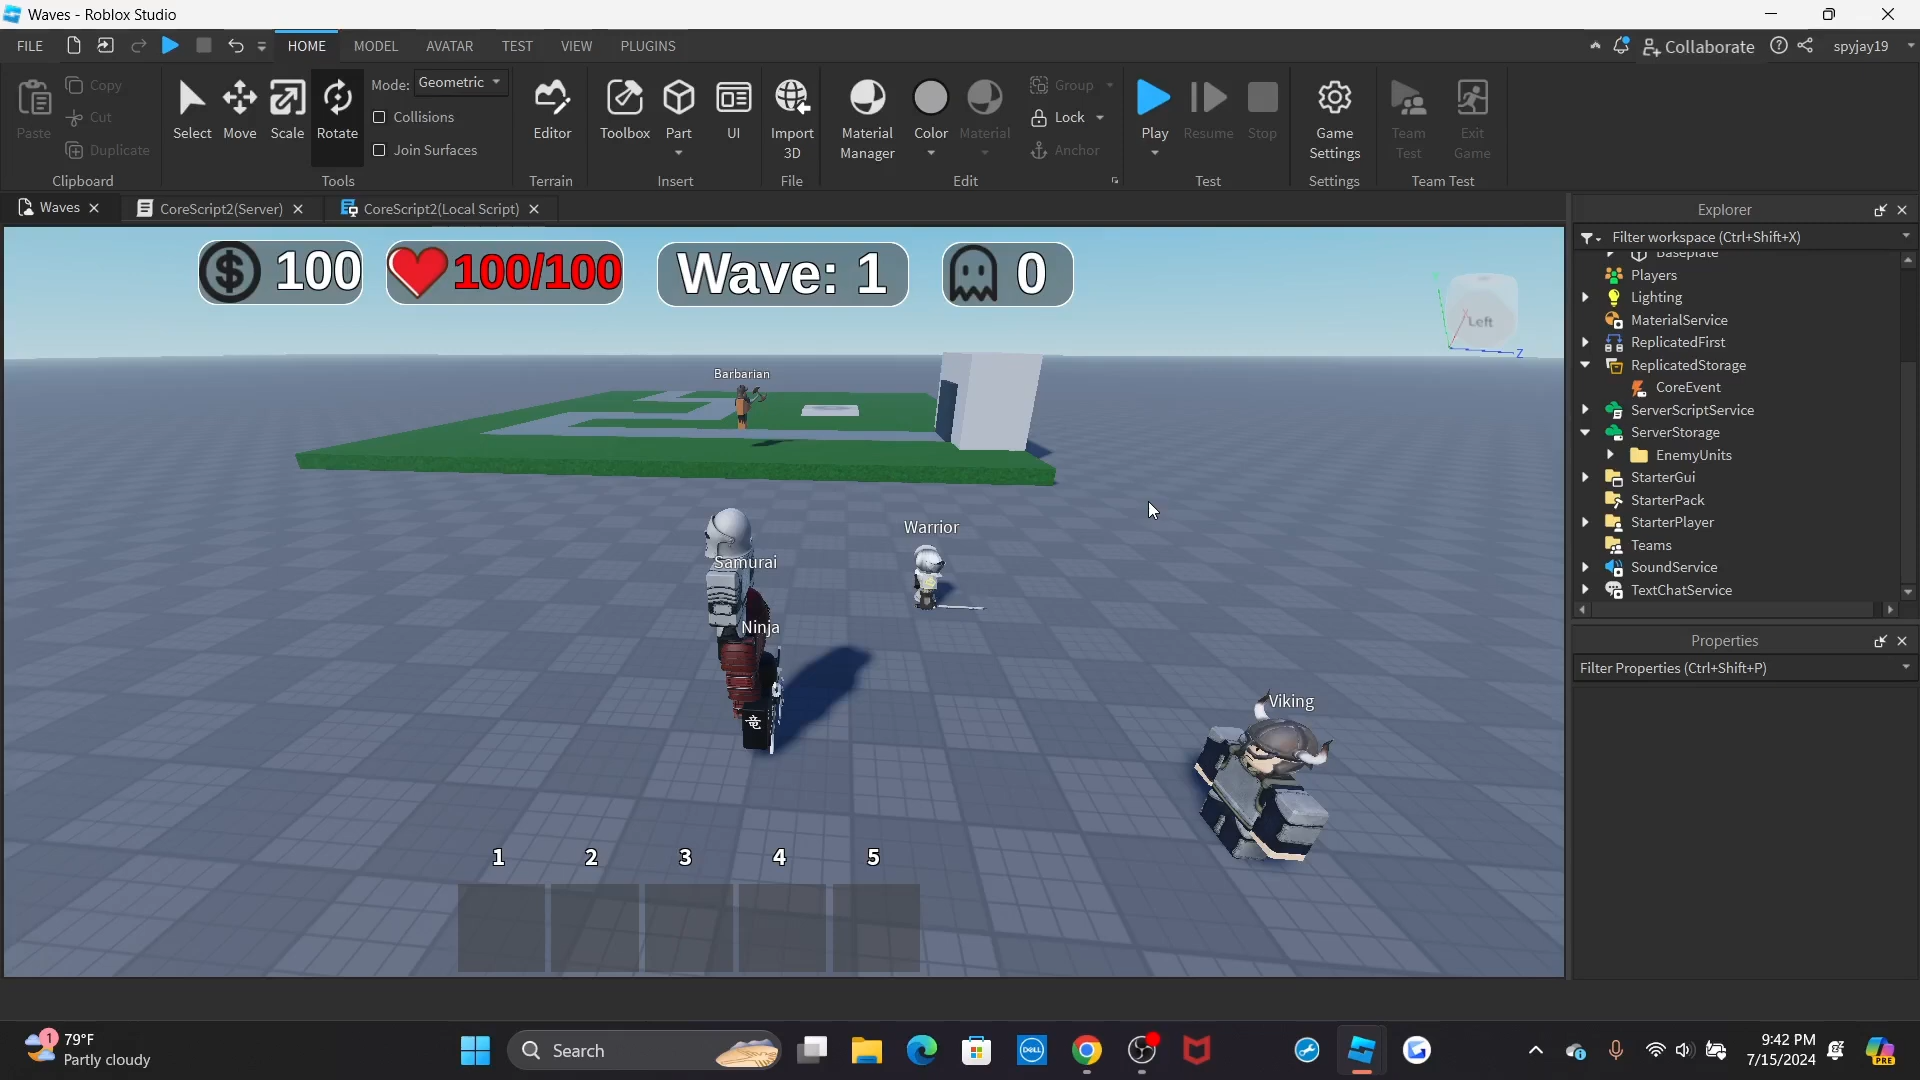 Waves - Roblox Studio
FILE HOME MODEL AVATAR TEST VIEW PLUGINS Collaborate spyjay19
Paste Copy Cut Duplicate Clipboard
Select Move Scale Rotate Mode: Geometric Collisions Join Surfaces Tools
Editor Terrain
Toolbox Part UI Insert
Import 3D File
Material Manager Color Material Group Lock Anchor Edit
Play Resume Stop Test
Game Settings Settings
Team Test Exit Game Team Test
Waves CoreScript2(Server) CoreScript2(Local Script)
$ 100 100/100 Wave: 1 0
Left
Z
Barbarian
Warrior
Samurai
Ninja
竜
Viking
1 2 3 4 5
Explorer
Filter workspace (Ctrl+Shift+X)
Baseplate
Players
Lighting
MaterialService
ReplicatedFirst
ReplicatedStorage
CoreEvent
ServerScriptService
ServerStorage
EnemyUnits
StarterGui
StarterPack
StarterPlayer
Teams
SoundService
TextChatService
Properties
Filter Properties (Ctrl+Shift+P)
1
79°F
Partly cloudy
Search
DELL
9:42 PM
7/15/2024
PRE